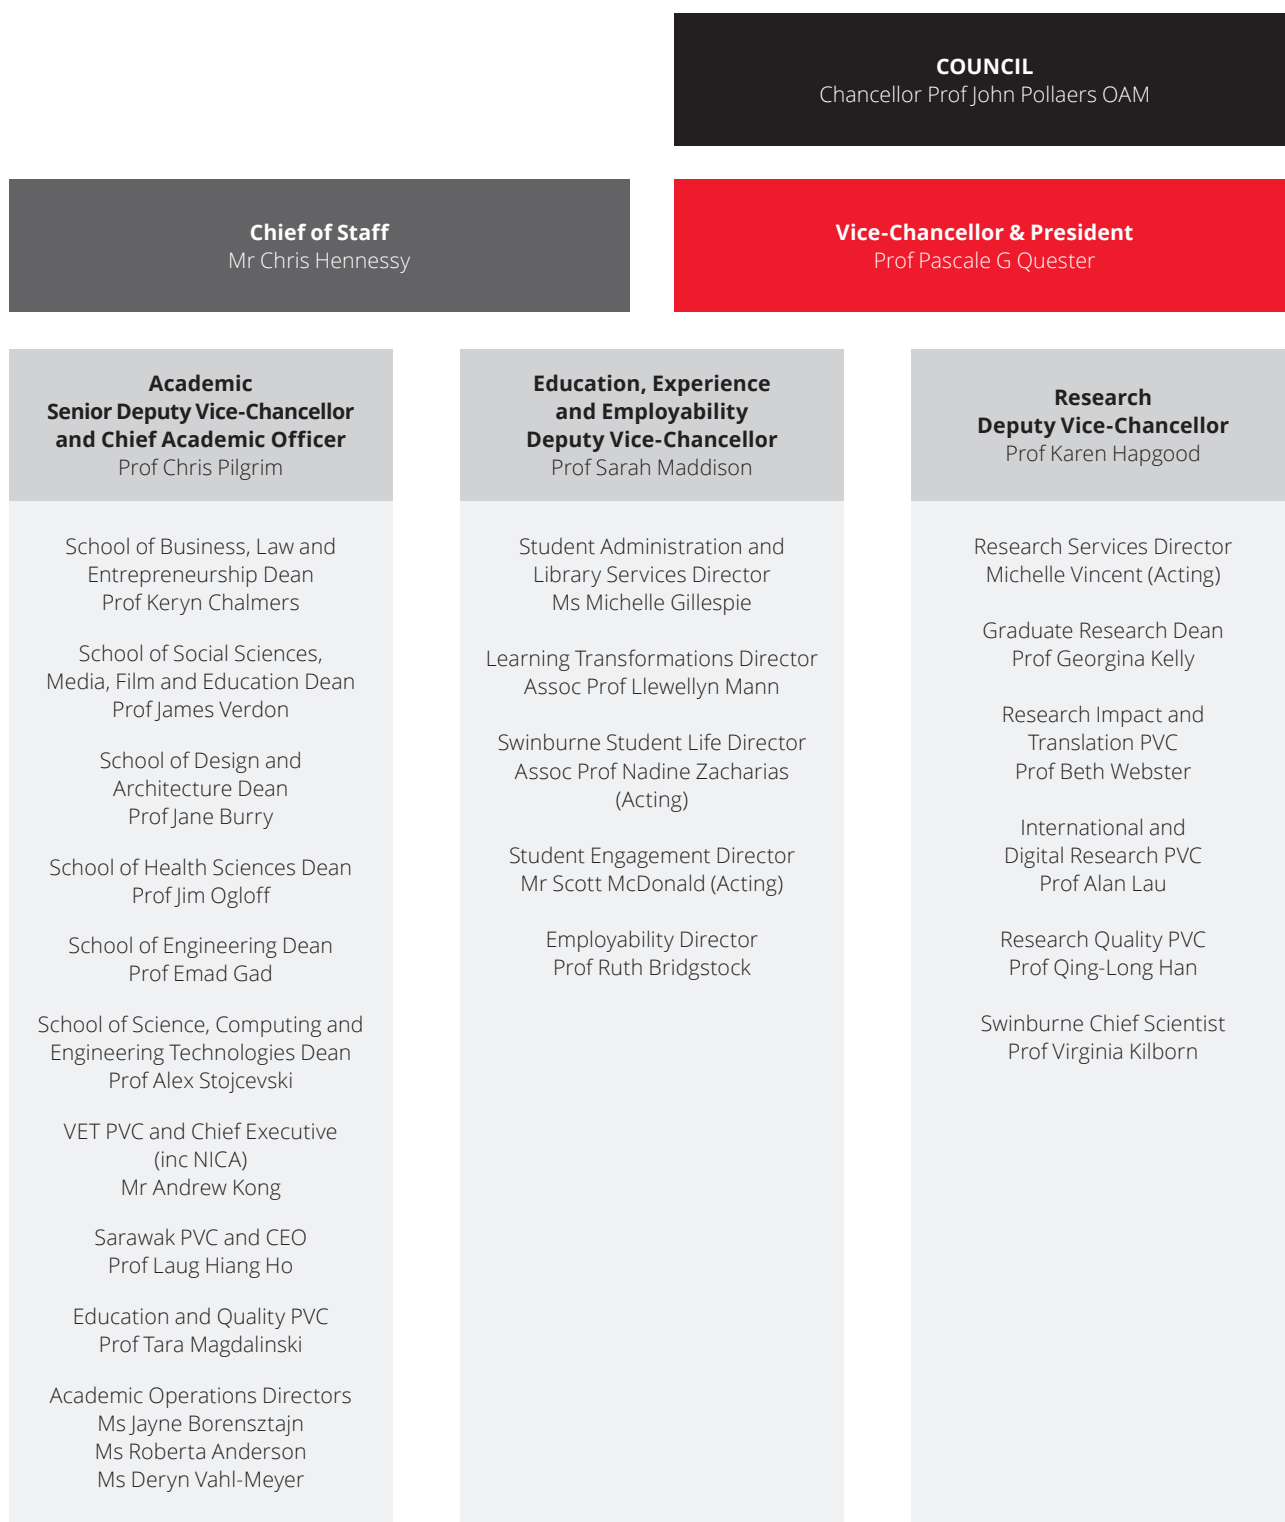 COUNCIL
Chancellor Prof John Pollaers OAM
Chief of Staff
Mr Chris Hennessy
Vice-Chancellor & President
Prof Pascale G Quester
Academic
Senior Deputy Vice-Chancellor
and Chief Academic Officer
Prof Chris Pilgrim
School of Business, Law and
Entrepreneurship Dean
Prof Keryn Chalmers
School of Social Sciences,
Media, Film and Education Dean
Prof James Verdon
School of Design and
Architecture Dean
Prof Jane Burry
School of Health Sciences Dean
Prof Jim Ogloff
School of Engineering Dean
Prof Emad Gad
School of Science, Computing and
Engineering Technologies Dean
Prof Alex Stojcevski
VET PVC and Chief Executive
(inc NICA)
Mr Andrew Kong
Sarawak PVC and CEO
Prof Laug Hiang Ho
Education and Quality PVC
Prof Tara Magdalinski
Academic Operations Directors
Ms Jayne Borensztajn
Ms Roberta Anderson
Ms Deryn Vahl-Meyer
Education, Experience
and Employability
Deputy Vice-Chancellor
Prof Sarah Maddison
Student Administration and
Library Services Director
Ms Michelle Gillespie
Learning Transformations Director
Assoc Prof Llewellyn Mann
Swinburne Student Life Director
Assoc Prof Nadine Zacharias
(Acting)
Student Engagement Director
Mr Scott McDonald (Acting)
Employability Director
Prof Ruth Bridgstock
Research
Deputy Vice-Chancellor
Prof Karen Hapgood
Research Services Director
Michelle Vincent (Acting)
Graduate Research Dean
Prof Georgina Kelly
Research Impact and
Translation PVC
Prof Beth Webster
International and
Digital Research PVC
Prof Alan Lau
Research Quality PVC
Prof Qing-Long Han
Swinburne Chief Scientist
Prof Virginia Kilborn